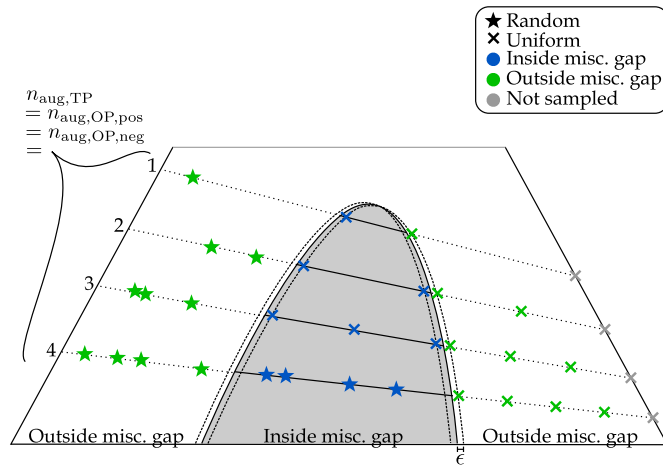 Random
Uniform
Inside misc. gap
Outside misc. gap
Not sampled
n_aug,TP
= n_aug,OP,pos
= n_aug,OP,neg
=
1
2
3
4
Outside misc. gap Inside misc. gap Outside misc. gap
ϵ